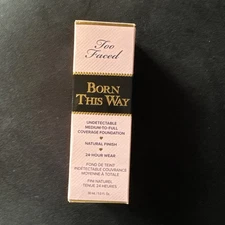 Too
Faced
BORN
THIS WAY
UNDETECTABLE
MEDIUM-TO-FULL
COVERAGE FOUNDATION
NATURAL FINISH
24 HOUR WEAR
FOND DE TEINT
INDÉTECTABLE COUVRANCE
MOYENNE À TOTALE
FINI NATUREL
TENUE 24 HEURES